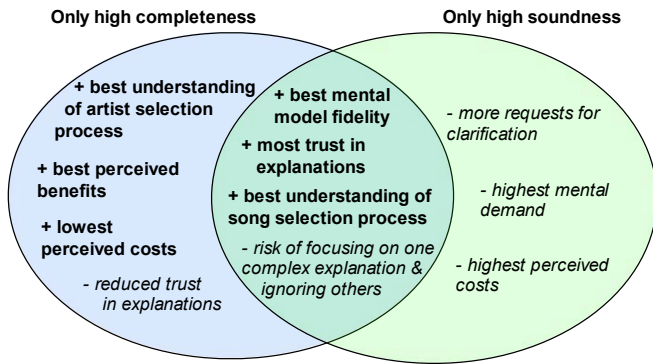 Only high completeness
Only high soundness
+ best understanding
of artist selection
process
+ best perceived
benefits
+ lowest
perceived costs
- reduced trust
in explanations
+ best mental
model fidelity
+ most trust in
explanations
+ best understanding of
song selection process
- risk of focusing on one
complex explanation &
ignoring others
- more requests for
clarification
- highest mental
demand
- highest perceived
costs